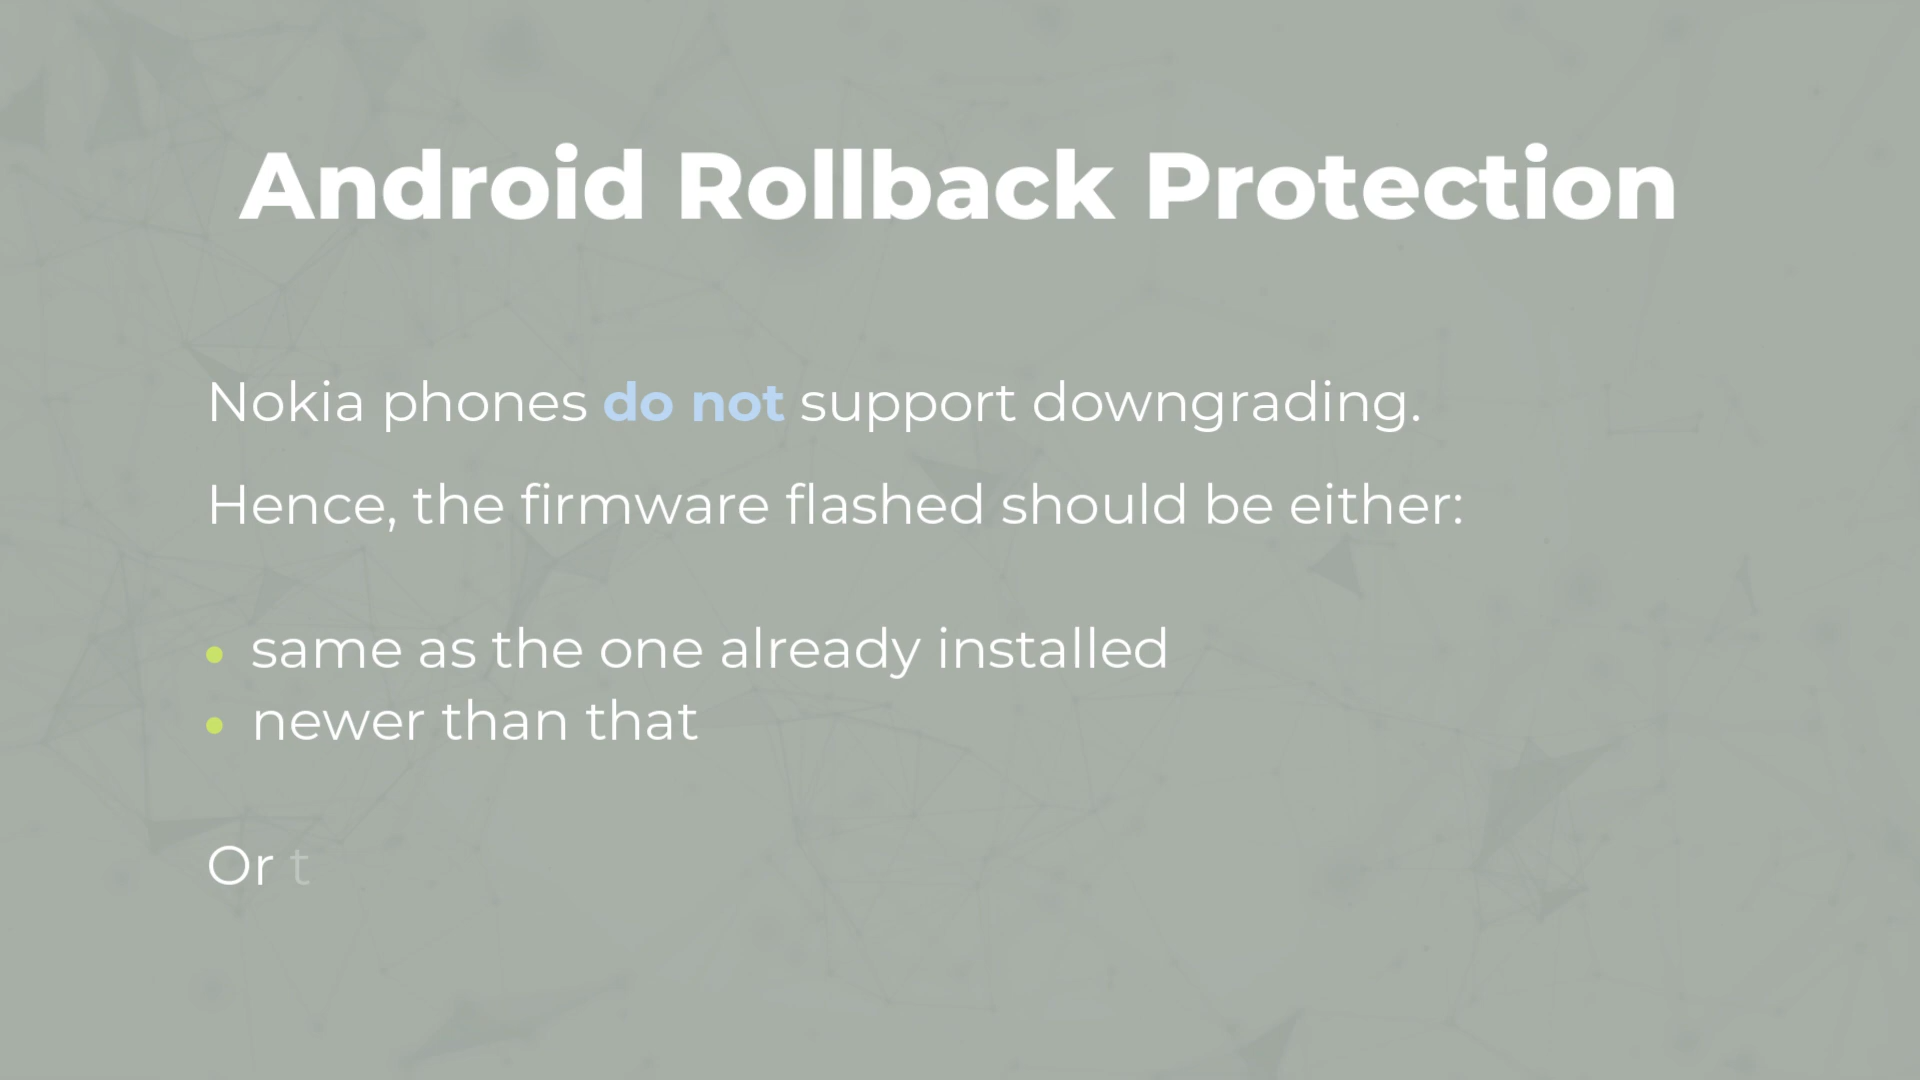 Android Rollback Protection
Nokia phones do not support downgrading.
Hence, the firmware flashed should be either:
• same as the one already installed
• newer than that
Or t